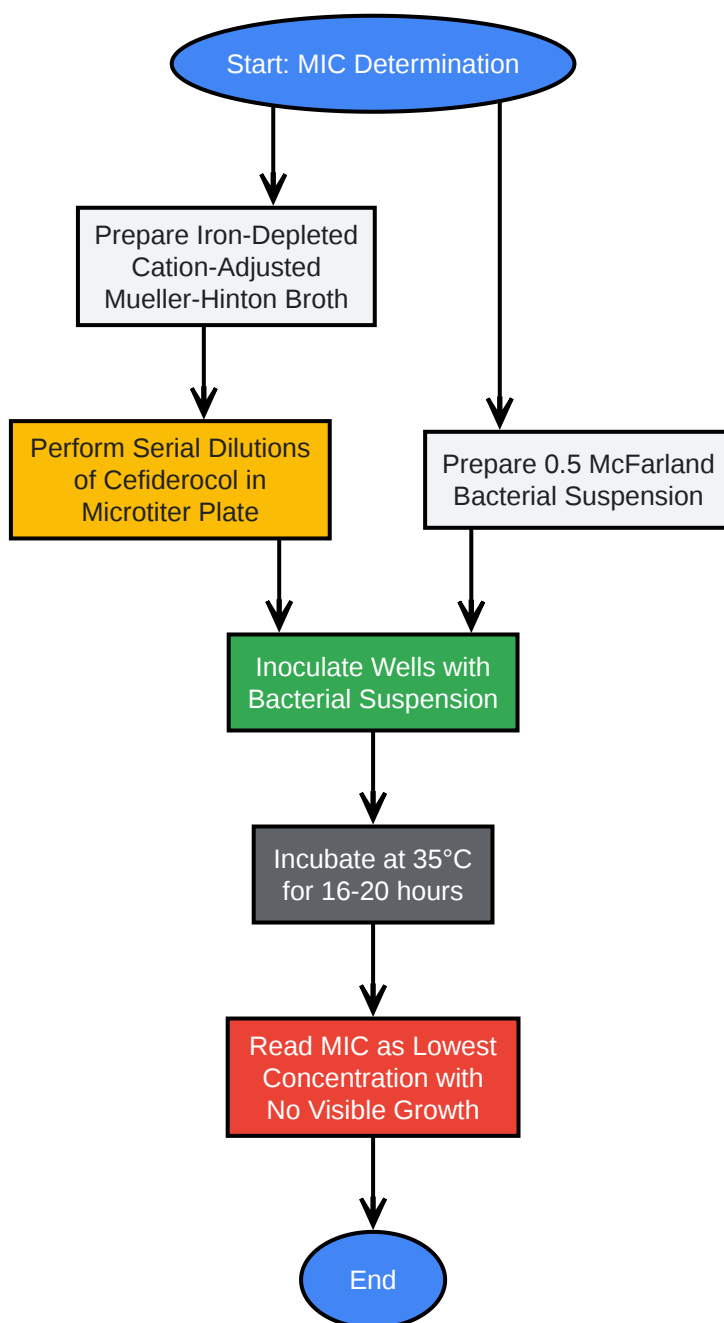 Start: MIC Determination
Prepare Iron-Depleted
Cation-Adjusted
Mueller-Hinton Broth
Perform Serial Dilutions
of Cefiderocol in
Microtiter Plate
Prepare 0.5 McFarland
Bacterial Suspension
Inoculate Wells with
Bacterial Suspension
Incubate at 35°C
for 16-20 hours
Read MIC as Lowest
Concentration with
No Visible Growth
End